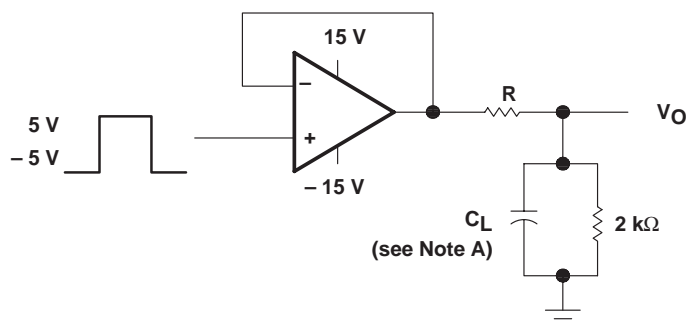 15 V
R
VO
5 V
– 5 V
–
+
– 15 V
CL
(see Note A)
2 kΩ